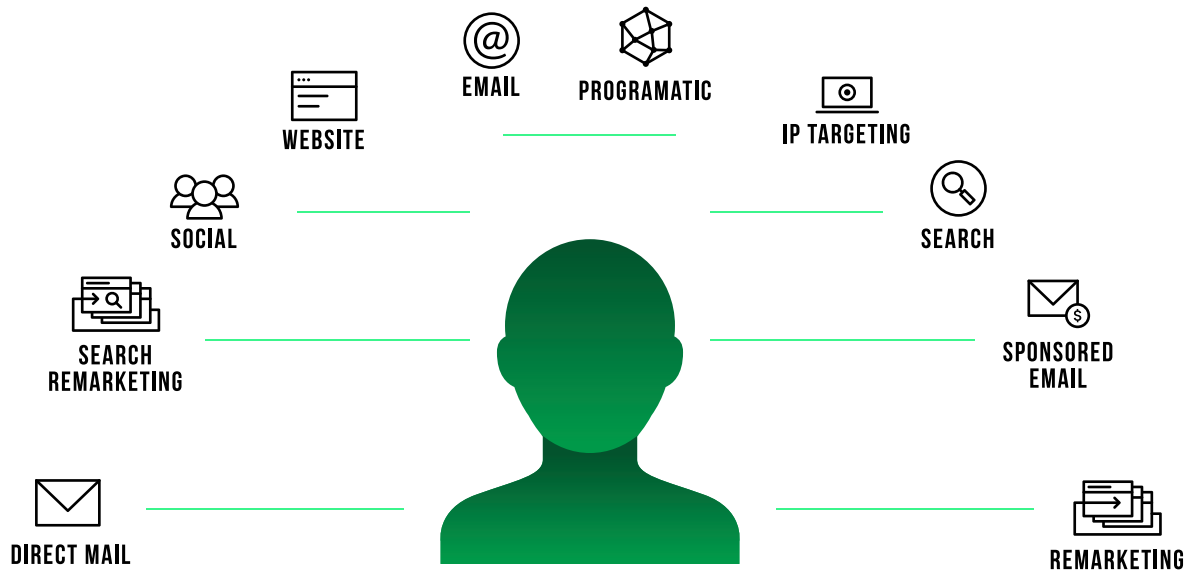 @
EMAIL
PROGRAMATIC
WEBSITE
IP TARGETING
SOCIAL
SEARCH
SEARCH
REMARKETING
$
SPONSORED
EMAIL
DIRECT MAIL
REMARKETING